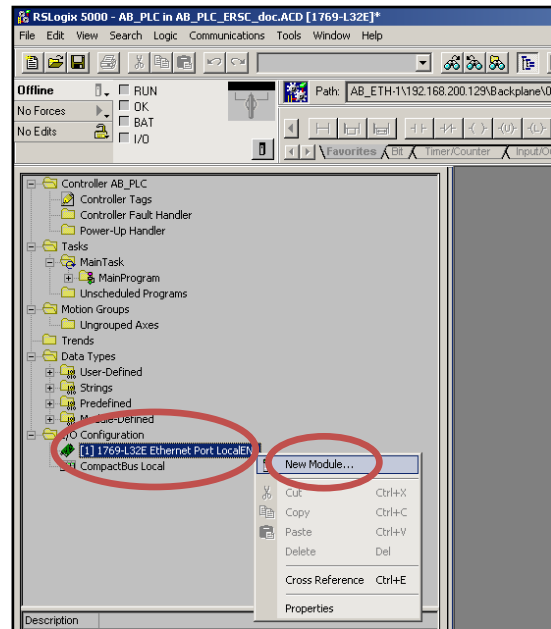 RSLogix 5000 - AB_PLC in AB_PLC_ERSC_doc.ACD [1769-L32E]*
File Edit View Search Logic Communications Tools Window Help
Offline
RUN
Path: AB_ETH-1\192.168.200.129\Backplane\0
No Forces
OK
No Edits
BAT
I/O
Favorites Bit Timer/Counter
Controller AB_PLC
Controller Tags
Controller Fault Handler
Power-Up Handler
Tasks
MainTask
MainProgram
Unscheduled Programs
Motion Groups
Ungrouped Axes
Trends
Data Types
User-Defined
Strings
Predefined
Module-Defined
I/O Configuration
[1] 1769-L32E Ethernet Port LocalEN
CompactBus Local
New Module...
Cut Ctrl+X
Copy Ctrl+C
Paste Ctrl+V
Delete Del
Cross Reference Ctrl+E
Properties
Description